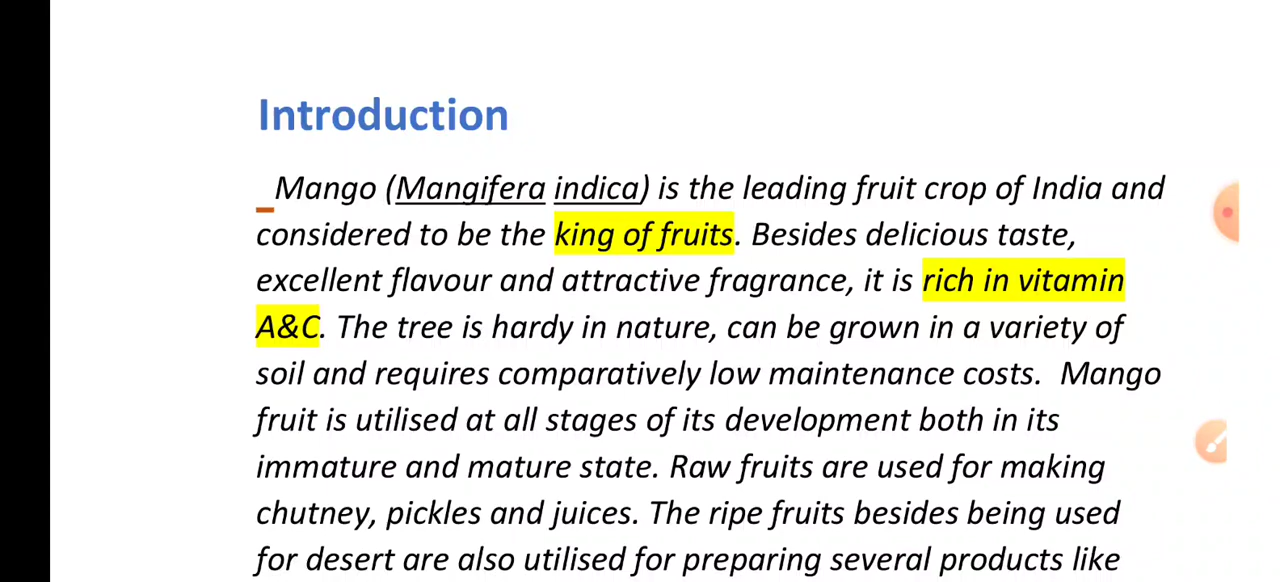 Introduction
_Mango (Mangifera indica) is the leading fruit crop of India and
considered to be the king of fruits. Besides delicious taste,
excellent flavour and attractive fragrance, it is rich in vitamin
A&C. The tree is hardy in nature, can be grown in a variety of
soil and requires comparatively low maintenance costs.  Mango
fruit is utilised at all stages of its development both in its
immature and mature state. Raw fruits are used for making
chutney, pickles and juices. The ripe fruits besides being used
for desert are also utilised for preparing several products like